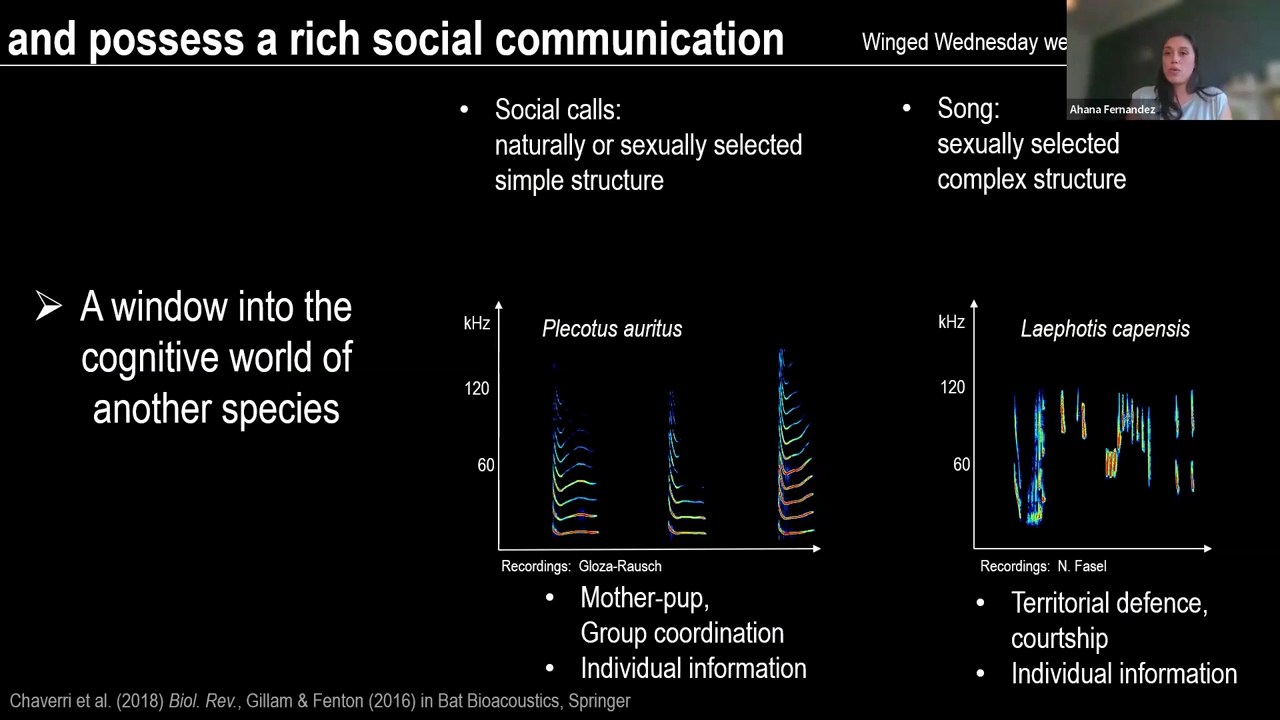 and possess a rich social communication
Winged Wednesday we
Ahana Fernandez
• Social calls:
naturally or sexually selected
simple structure
• Song:
sexually selected
complex structure
➢ A window into the
cognitive world of
another species
kHz
Plecotus auritus
120
60
Recordings: Gloza-Rausch
• Mother-pup,
Group coordination
• Individual information
kHz
Laephotis capensis
120
60
Recordings: N. Fasel
• Territorial defence,
courtship
• Individual information
Chaverri et al. (2018) Biol. Rev., Gillam & Fenton (2016) in Bat Bioacoustics, Springer